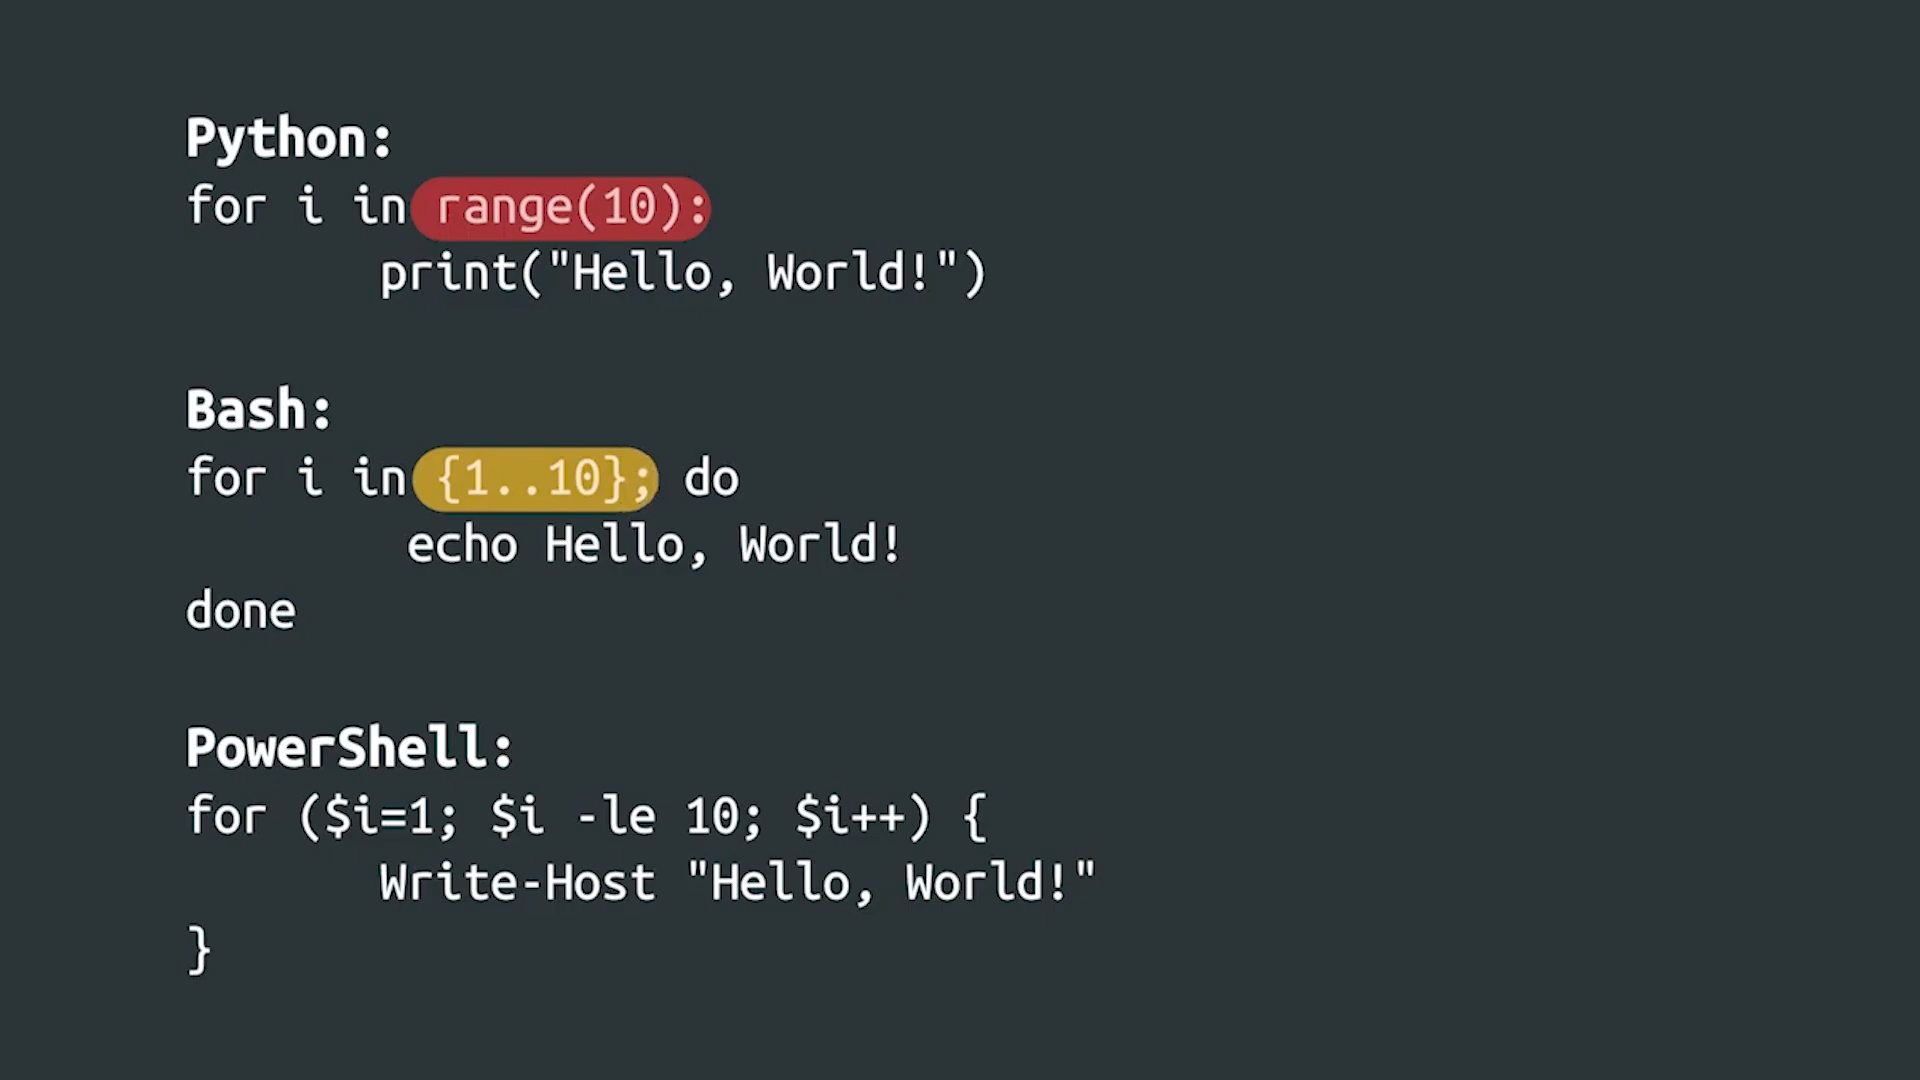 Python:
for i in range(10):
print("Hello, World!")
Bash:
for i in {1..10}; do
echo Hello, World!
done
PowerShell:
for ($i=1; $i -le 10; $i++) {
Write-Host "Hello, World!"
}